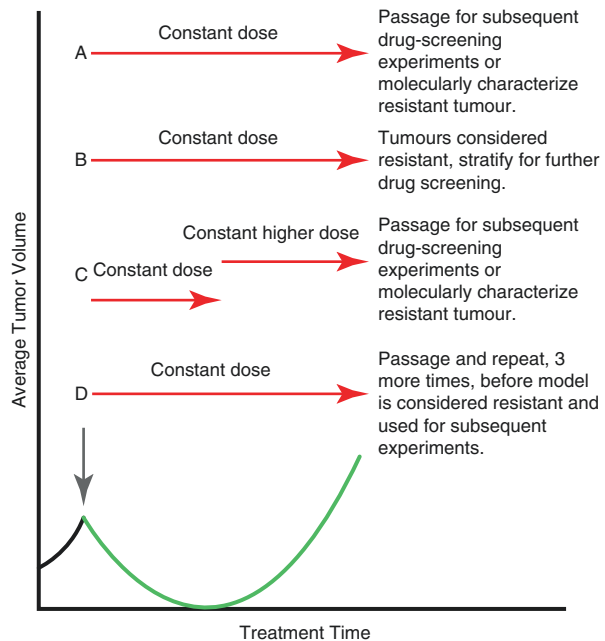 Constant dose
A
Passage for subsequent
drug-screening
experiments or
molecularly characterize
resistant tumour.
Constant dose
B
Tumours considered
resistant, stratify for further
drug screening.
Constant higher dose
C
Constant dose
Passage for subsequent
drug-screening
experiments or
molecularly characterize
resistant tumour.
Constant dose
D
Passage and repeat, 3
more times, before model
is considered resistant and
used for subsequent
experiments.
Average Tumor Volume
Treatment Time